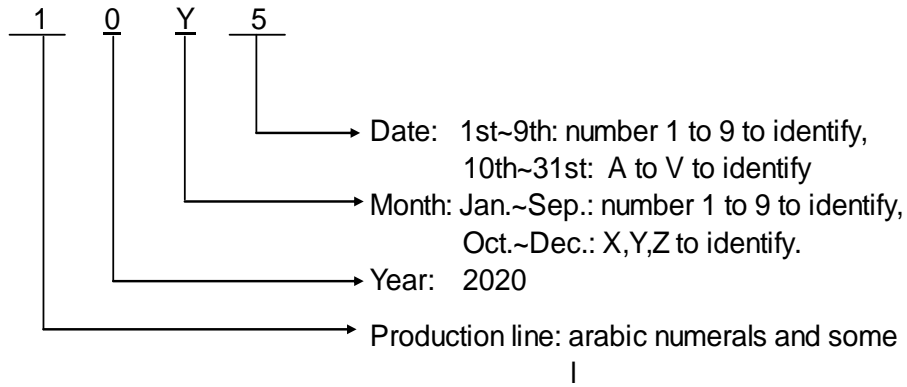 1 0 Y 5
Date: 1st~9th: number 1 to 9 to identify,
10th~31st: A to V to identify
Month: Jan.~Sep.: number 1 to 9 to identify,
Oct.~Dec.: X,Y,Z to identify.
Year: 2020
Production line: arabic numerals and some